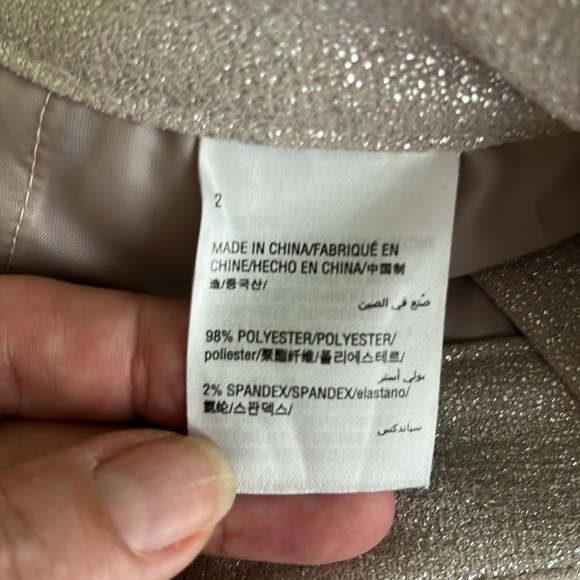 2
MADE IN CHINA/FABRIQUÉ EN
CHINE/HECHO EN CHINA/中国制
造/중국산/
صنع في الصين
98% POLYESTER/POLYESTER/
poliester/聚酯纤维/폴리에스테르/
بولي أستر
2% SPANDEX/SPANDEX/elastano/
氨纶/스판덱스/
سباندكس